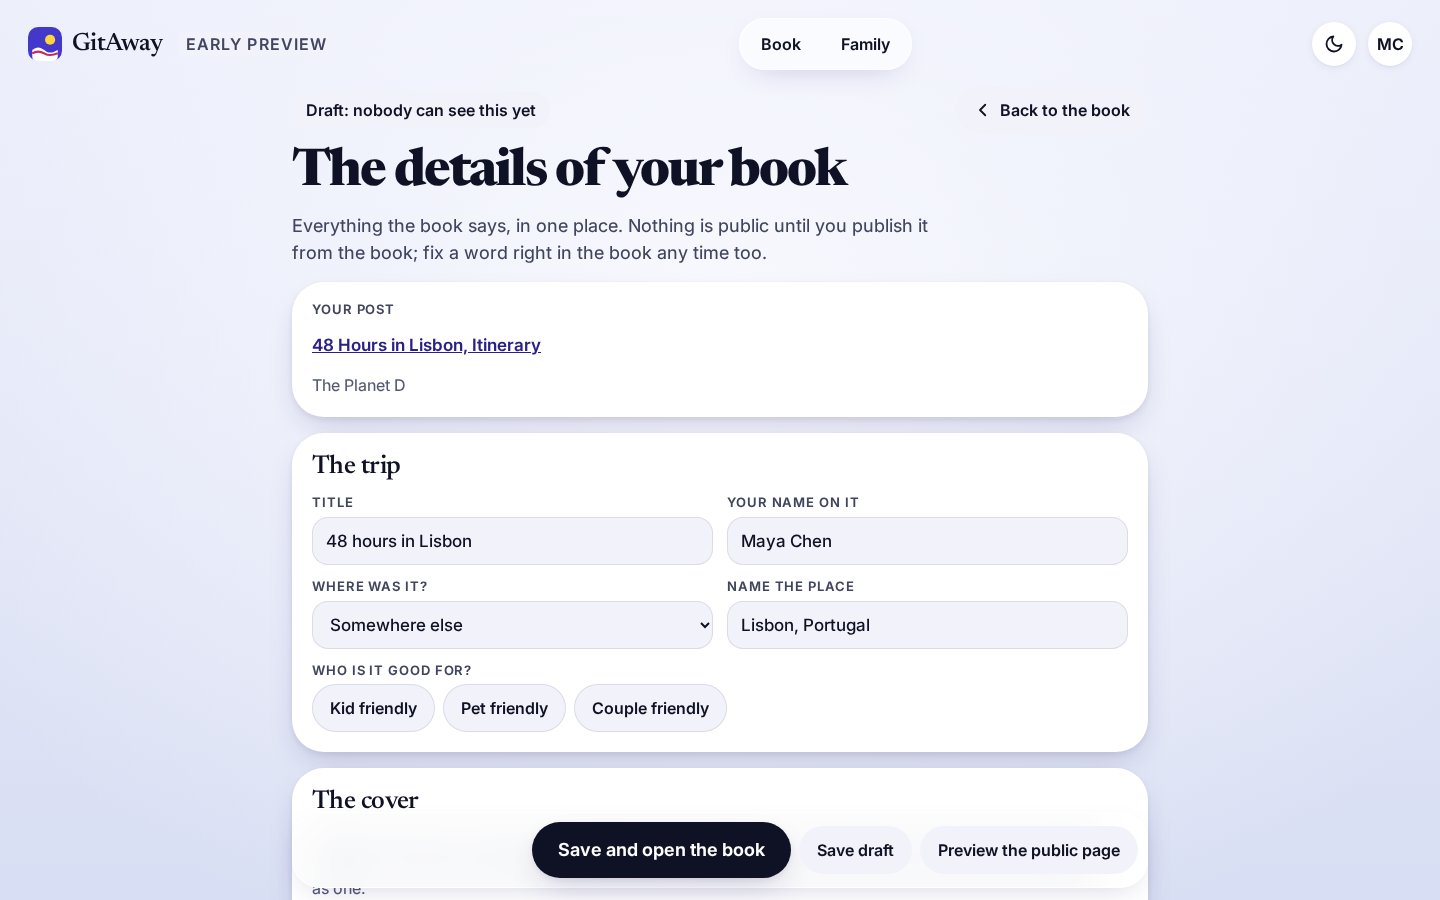 GitAway
EARLY PREVIEW
Book
Family
MC
Draft: nobody can see this yet
Back to the book
The details of your book
Everything the book says, in one place. Nothing is public until you publish it
from the book; fix a word right in the book any time too.
YOUR POST
48 Hours in Lisbon, Itinerary
The Planet D
The trip
TITLE
YOUR NAME ON IT
48 hours in Lisbon
Maya Chen
WHERE WAS IT?
NAME THE PLACE
Somewhere else
Lisbon, Portugal
WHO IS IT GOOD FOR?
Kid friendly
Pet friendly
Couple friendly
The cover
Save and open the book
Save draft
Preview the public page
as one.